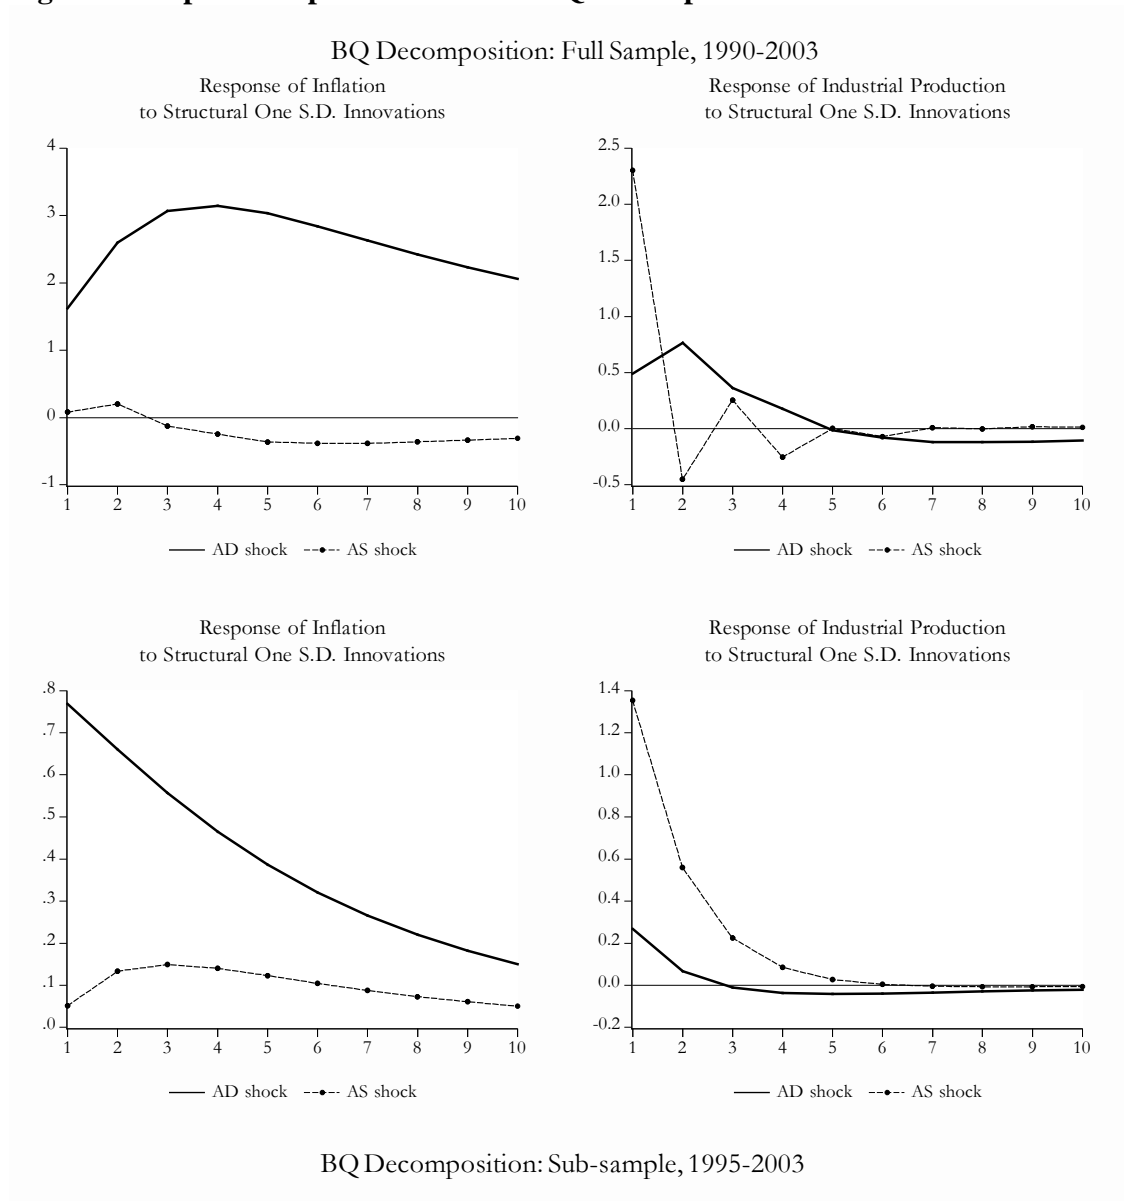 BQ Decomposition: Full Sample, 1990-2003
Response of Inflation
to Structural One S.D. Innovations
4
3
2
1
0
-1
1 2 3 4 5 6 7 8 9 10
AD shock AS shock
Response of Industrial Production
to Structural One S.D. Innovations
2.5
2.0
1.5
1.0
0.5
0.0
-0.5
1 2 3 4 5 6 7 8 9 10
AD shock AS shock
Response of Inflation
to Structural One S.D. Innovations
.8
.7
.6
.5
.4
.3
.2
.1
.0
1 2 3 4 5 6 7 8 9 10
AD shock AS shock
Response of Industrial Production
to Structural One S.D. Innovations
1.4
1.2
1.0
0.8
0.6
0.4
0.2
0.0
-0.2
1 2 3 4 5 6 7 8 9 10
AD shock AS shock
BQ Decomposition: Sub-sample, 1995-2003